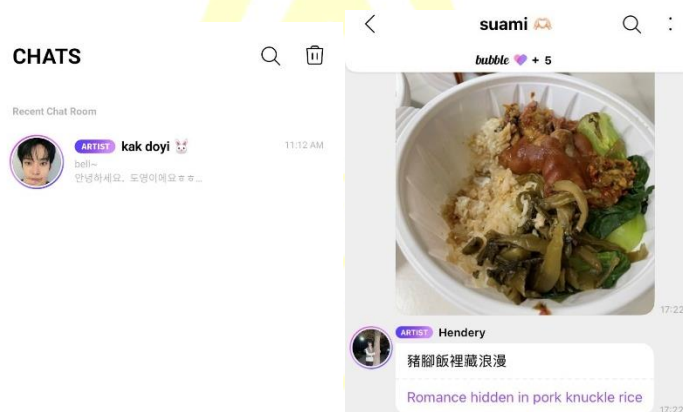 CHATS
Recent Chat Room
ARTIST kak doyi 🐰
11:12 AM
bell~
안녕하세요, 도영이에요ㅎㅎ...
suami 🫶🏻
bubble 💜 + 5
17:22
ARTIST Hendery
豬腳飯裡藏浪漫
Romance hidden in pork knuckle rice
17:22